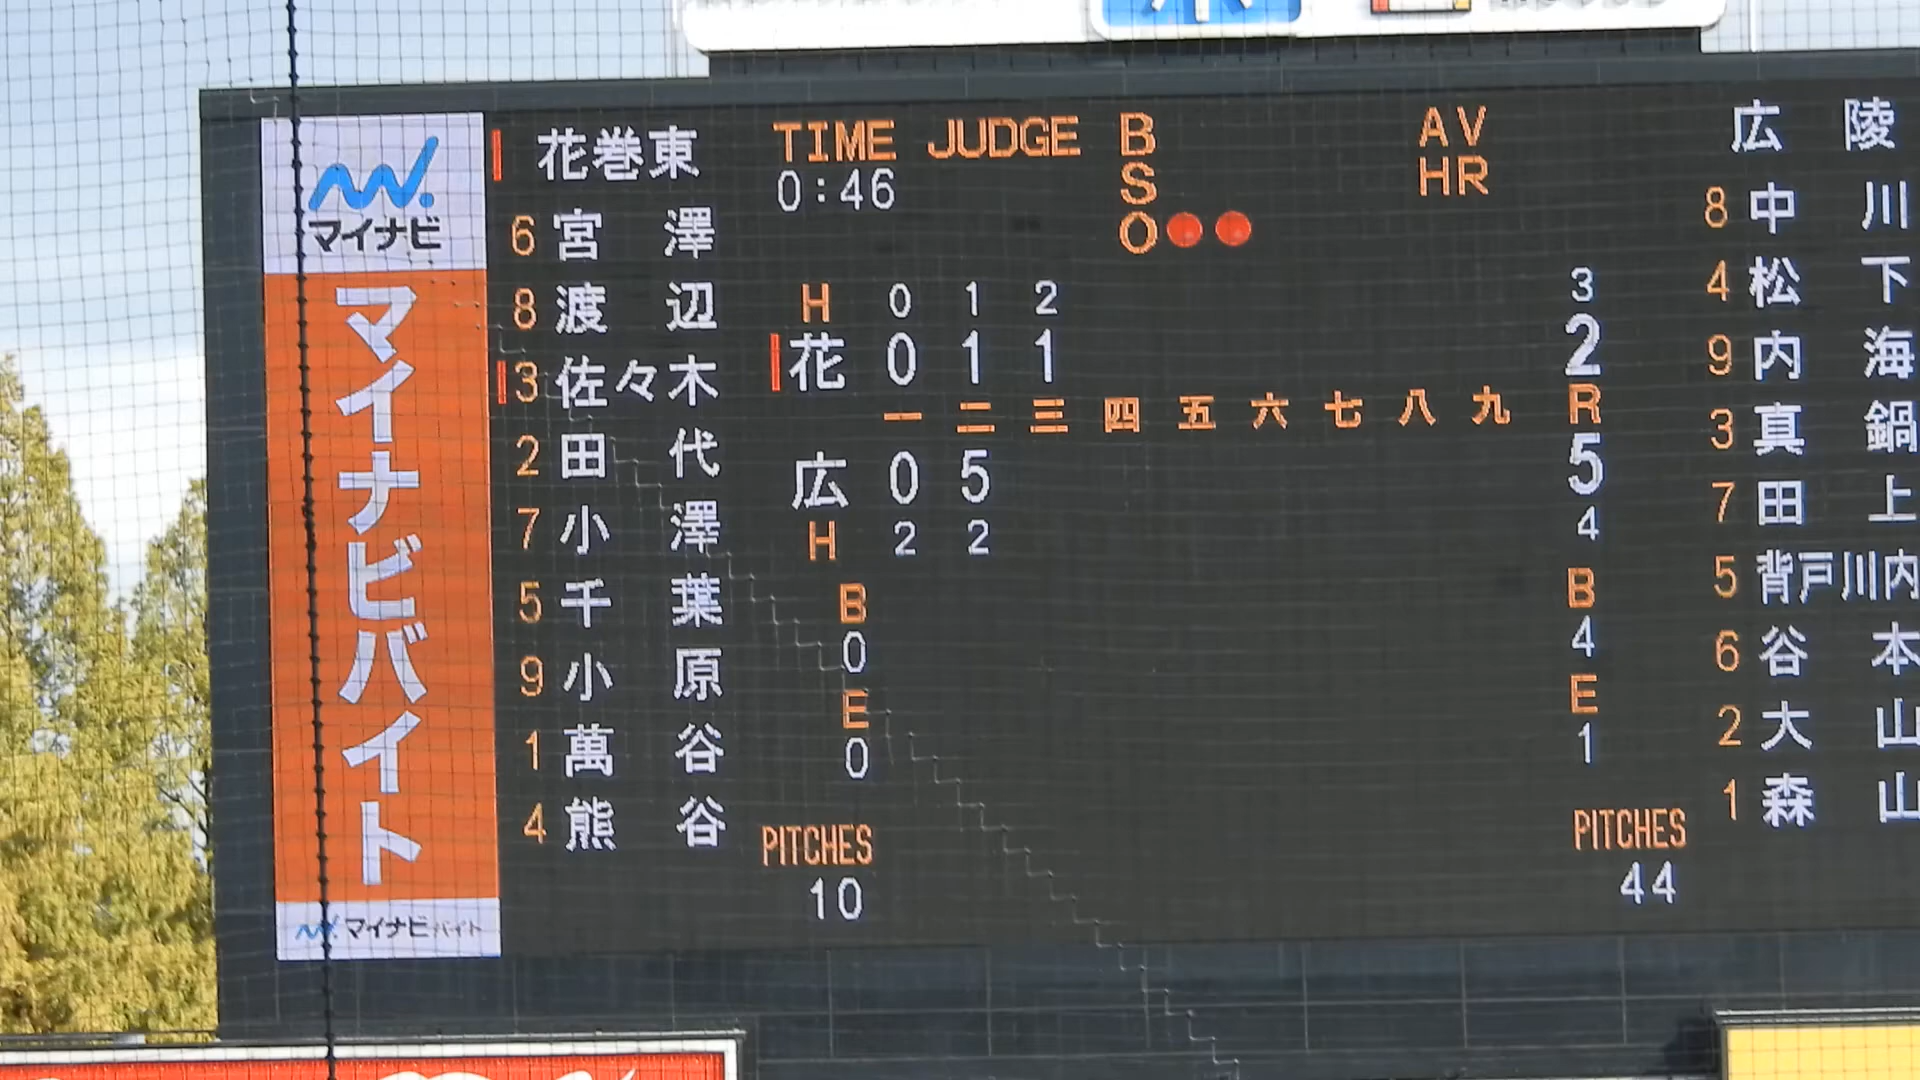 マイナビ
マイナビバイト
マイナビバイト
花巻東
6 宮澤
8 渡辺
3 佐々木
2 田代
7 小澤
5 千葉
9 小原
1 萬谷
4 熊谷
TIME JUDGE
0:46
B
S
O
AV
HR
H 0 1 2 3
花 0 1 1 2
一 二 三 四 五 六 七 八 九 R
広 0 5 5
H 2 2 4
B
0
E
0
PITCHES
10
B
4
E
1
PITCHES
44
広陵
8 中川
4 松下
9 内海
3 真鍋
7 田上
5 背戸川内
6 谷本
2 大山
1 森山